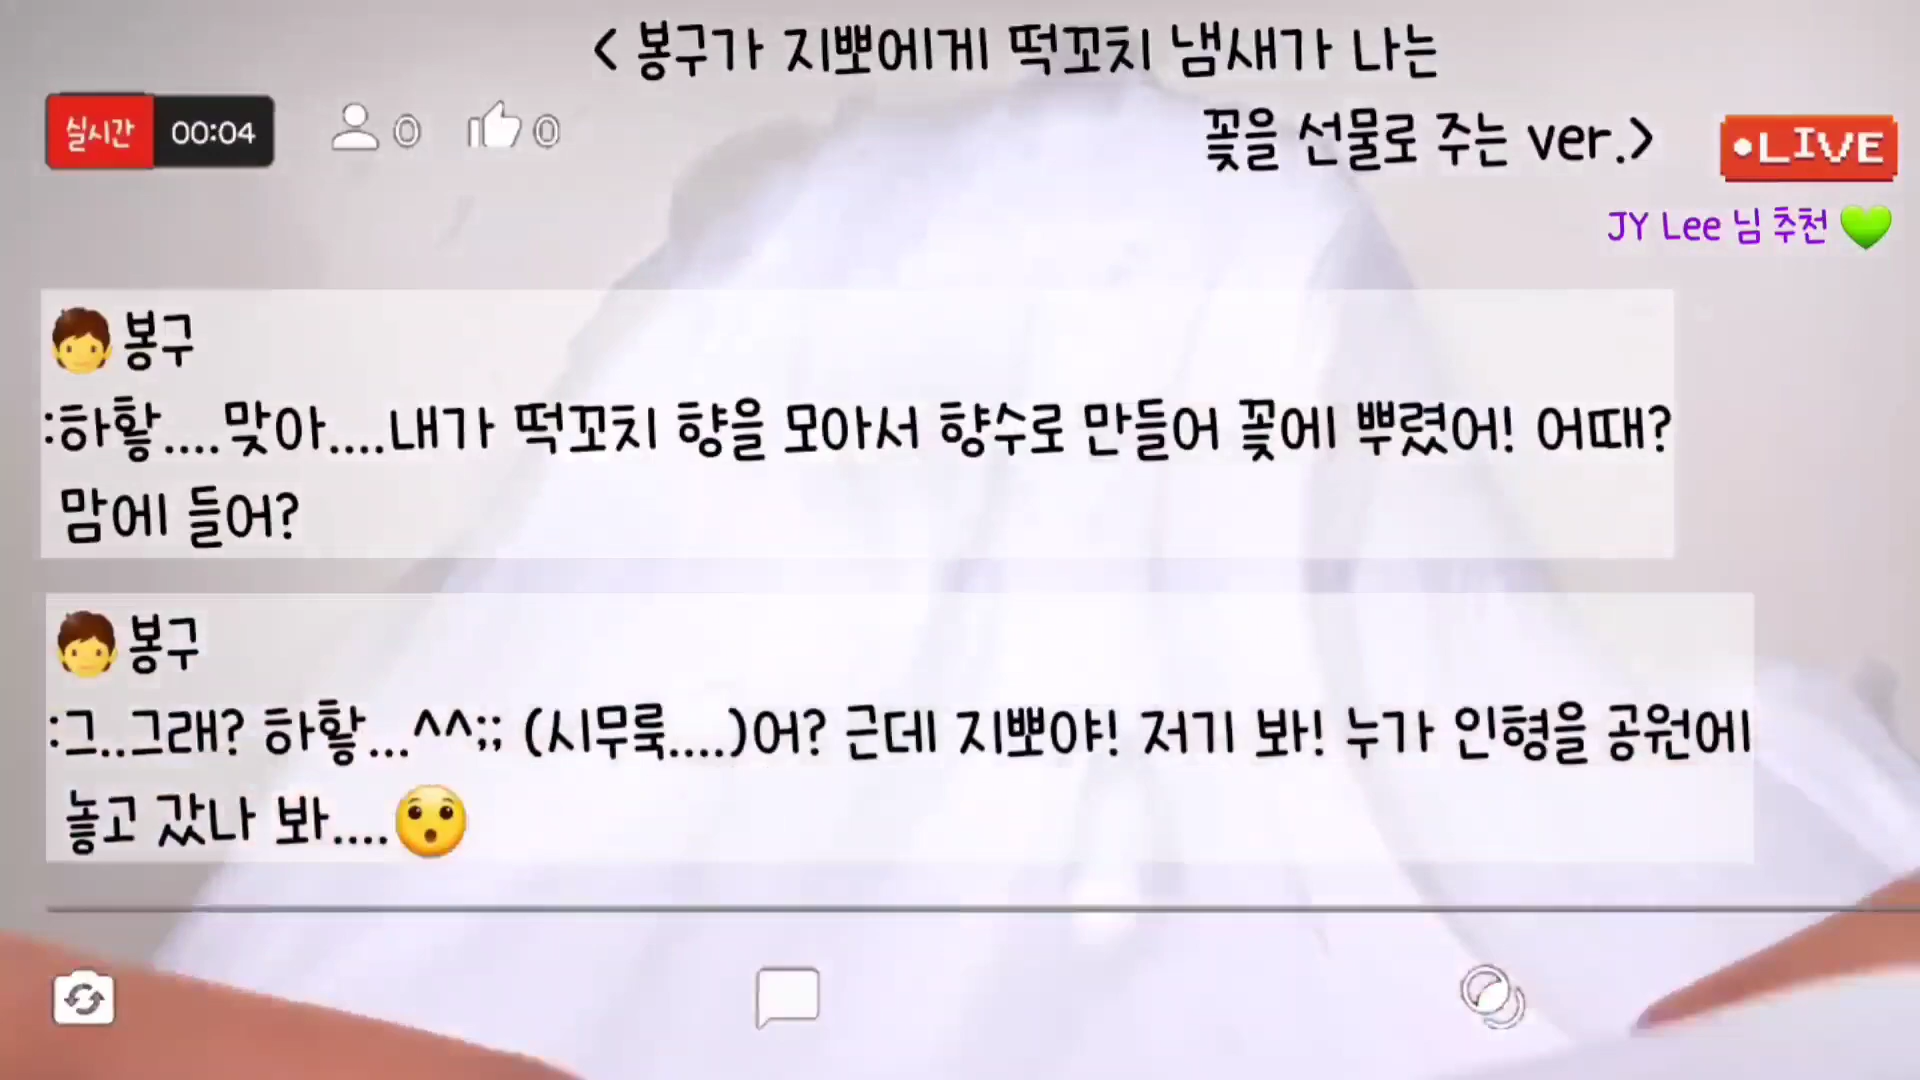 < 봉구가 지뽀에게 떡꼬치 냄새가 나는
꽃을 선물로 주는 ver.>
실시간 00:04 0 0
•LIVE
JY Lee 님 추천 💚
봉구
:하핳....맞아....내가 떡꼬치 향을 모아서 향수로 만들어 꽃에 뿌렸어! 어때?
맘에 들어?
봉구
:그..그래? 하핳...^^;; (시무룩....)어? 근데 지뽀야! 저기 봐! 누가 인형을 공원에
놓고 갔나 봐....😯